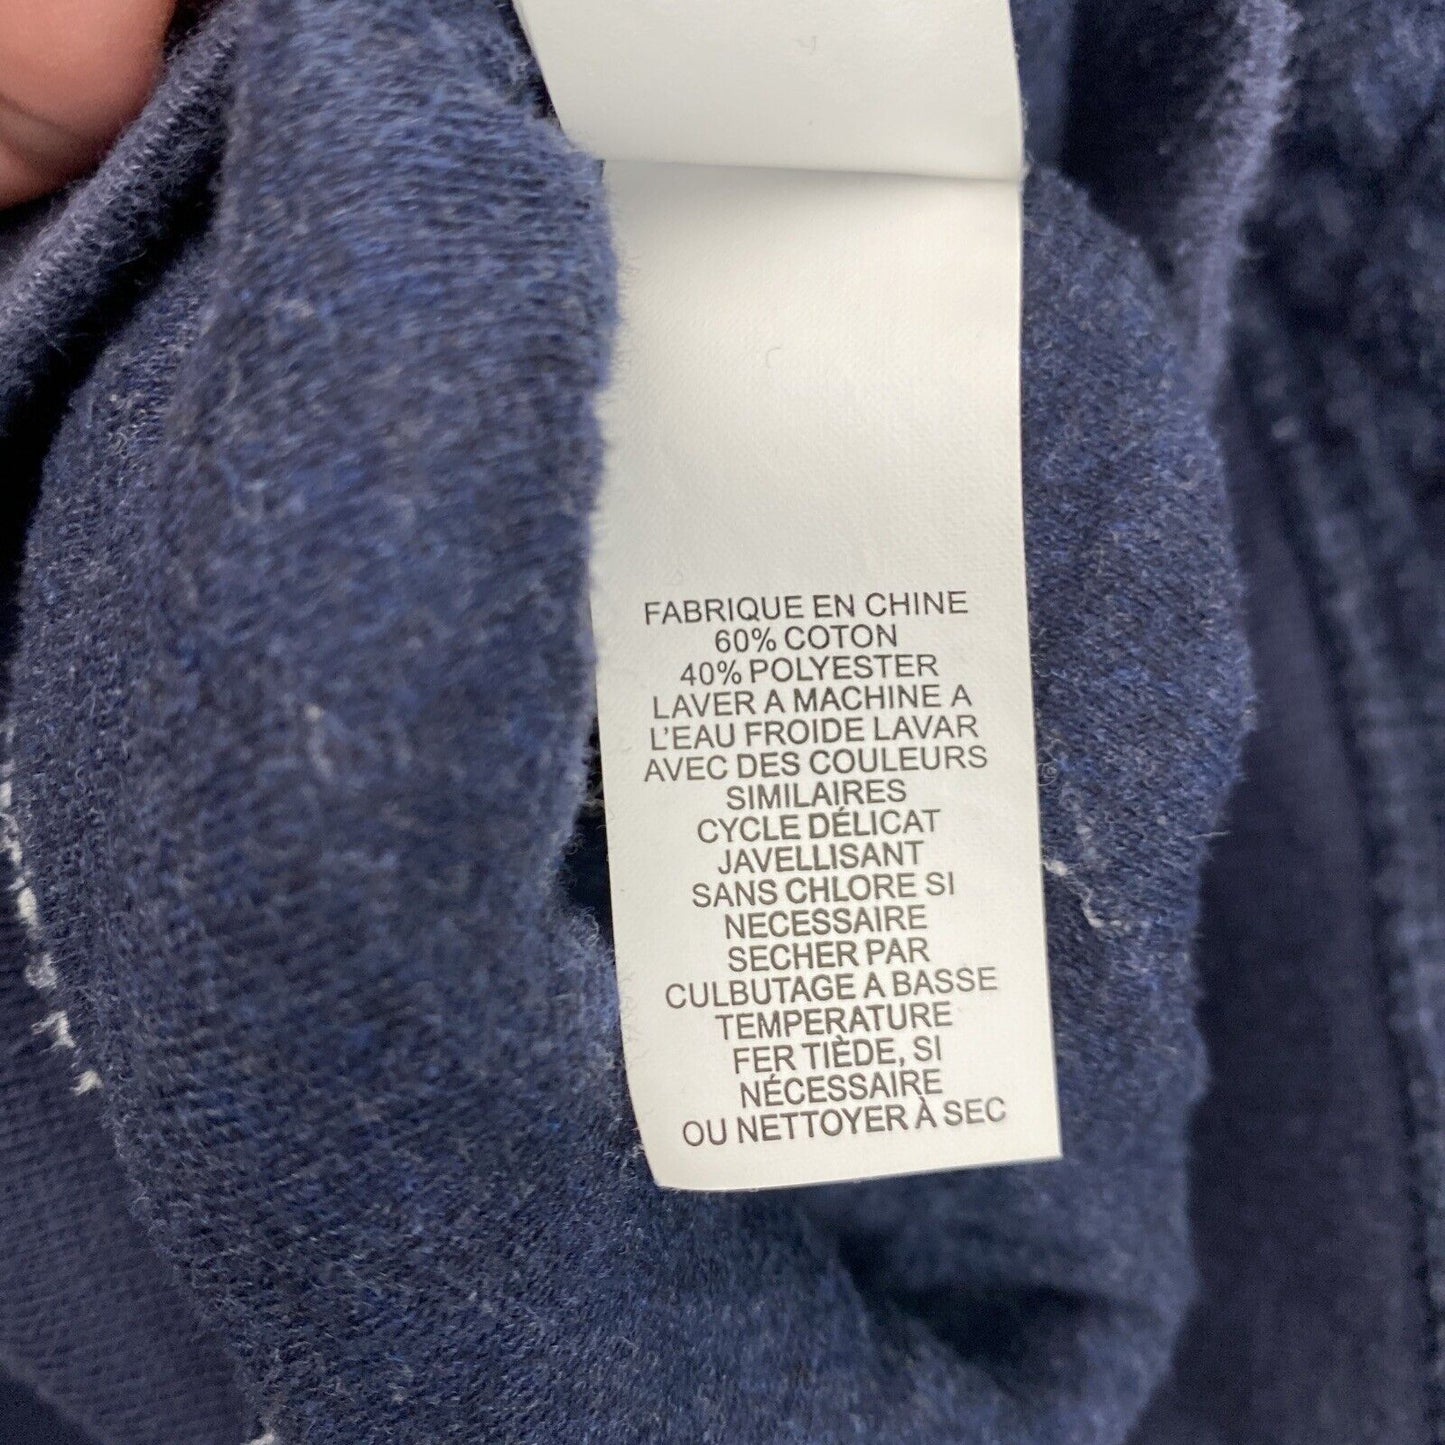 FABRIQUE EN CHINE
60% COTON
40% POLYESTER
LAVER A MACHINE A
L'EAU FROIDE LAVAR
AVEC DES COULEURS
SIMILAIRES
CYCLE DÉLICAT
JAVELLISANT
SANS CHLORE SI
NECESSAIRE
SECHER PAR
CULBUTAGE A BASSE
TEMPERATURE
FER TIÈDE, SI
NÉCESSAIRE
OU NETTOYER À SEC